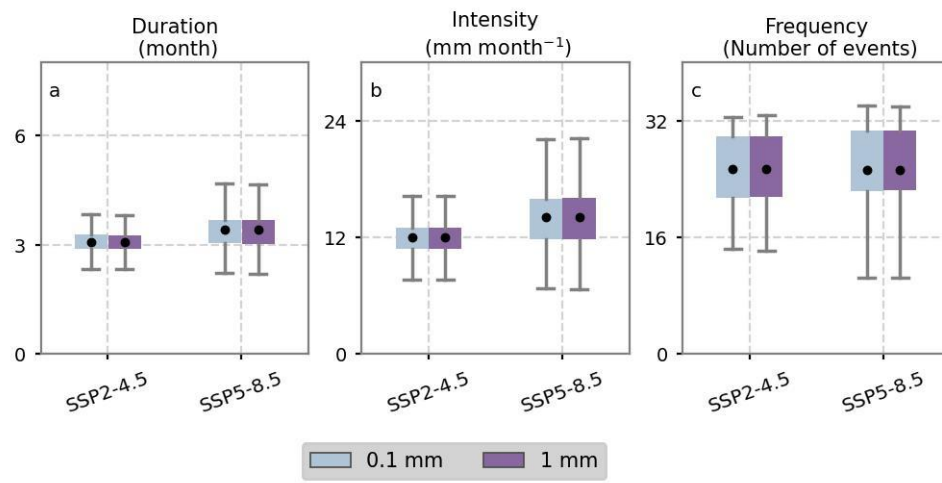 Duration
(month)
a
6
3
0
SSP2-4.5
SSP5-8.5
Intensity
(mm month⁻¹)
b
24
12
0
SSP2-4.5
SSP5-8.5
Frequency
(Number of events)
c
32
16
0
SSP2-4.5
SSP5-8.5
0.1 mm
1 mm